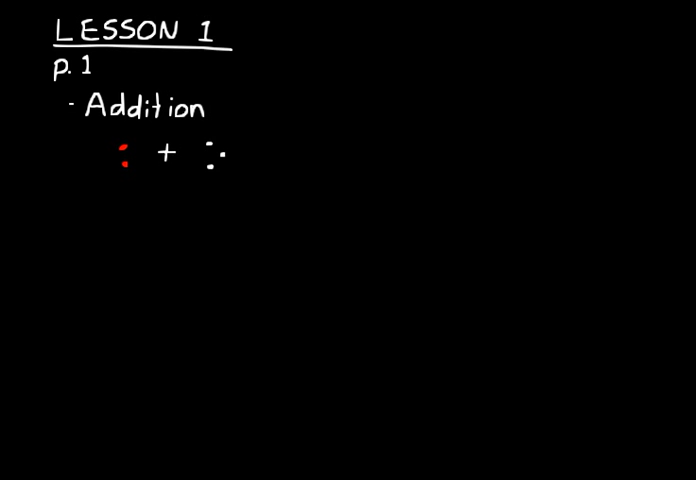 LESSON 1
p. 1
- Addition
: + :·